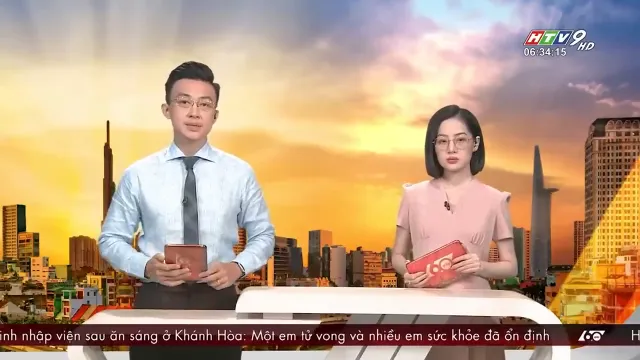 HTV9 HD
06:34:15
inh nhập viện sau ăn sáng ở Khánh Hòa: Một em tử vong và nhiều em sức khỏe đã ổn định 60 H